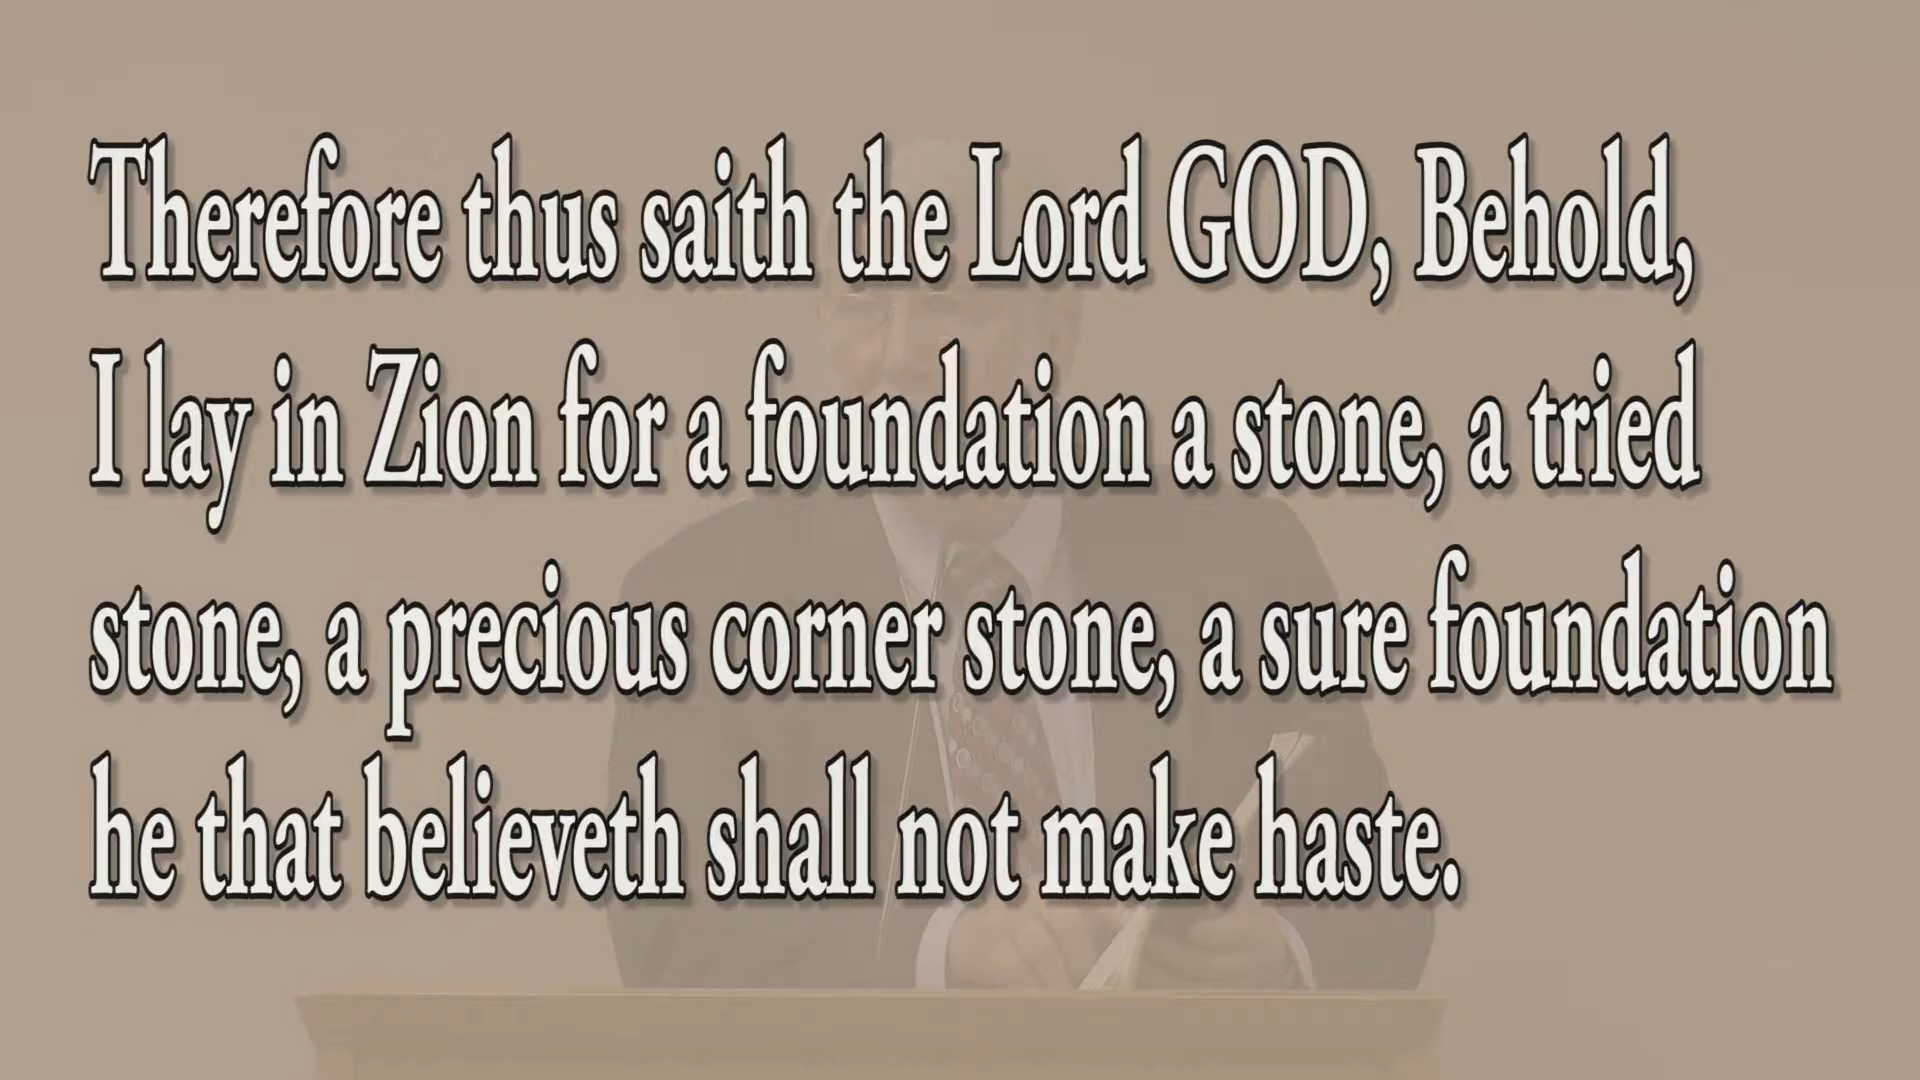 Therefore thus saith the Lord GOD, Behold,
I lay in Zion for a foundation a stone, a tried
stone, a precious corner stone, a sure foundation
he that believeth shall not make haste.